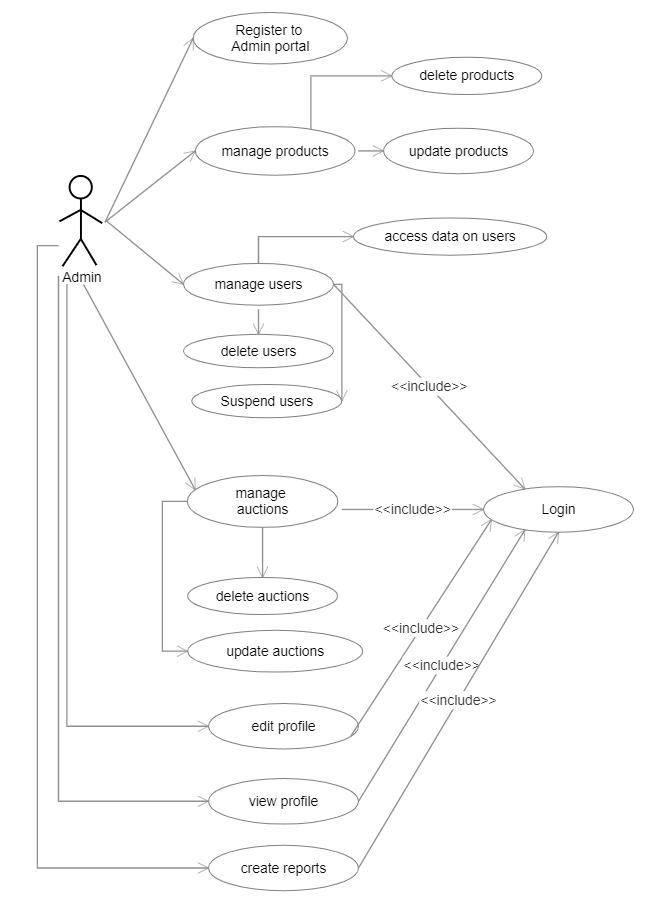 Register to
Admin portal
delete products
manage products
update products
access data on users
Admin
manage users
delete users
<<include>>
Suspend users
manage
auctions
<<include>>
Login
delete auctions
<<include>>
update auctions
<<include>>
<<include>>
edit profile
view profile
create reports